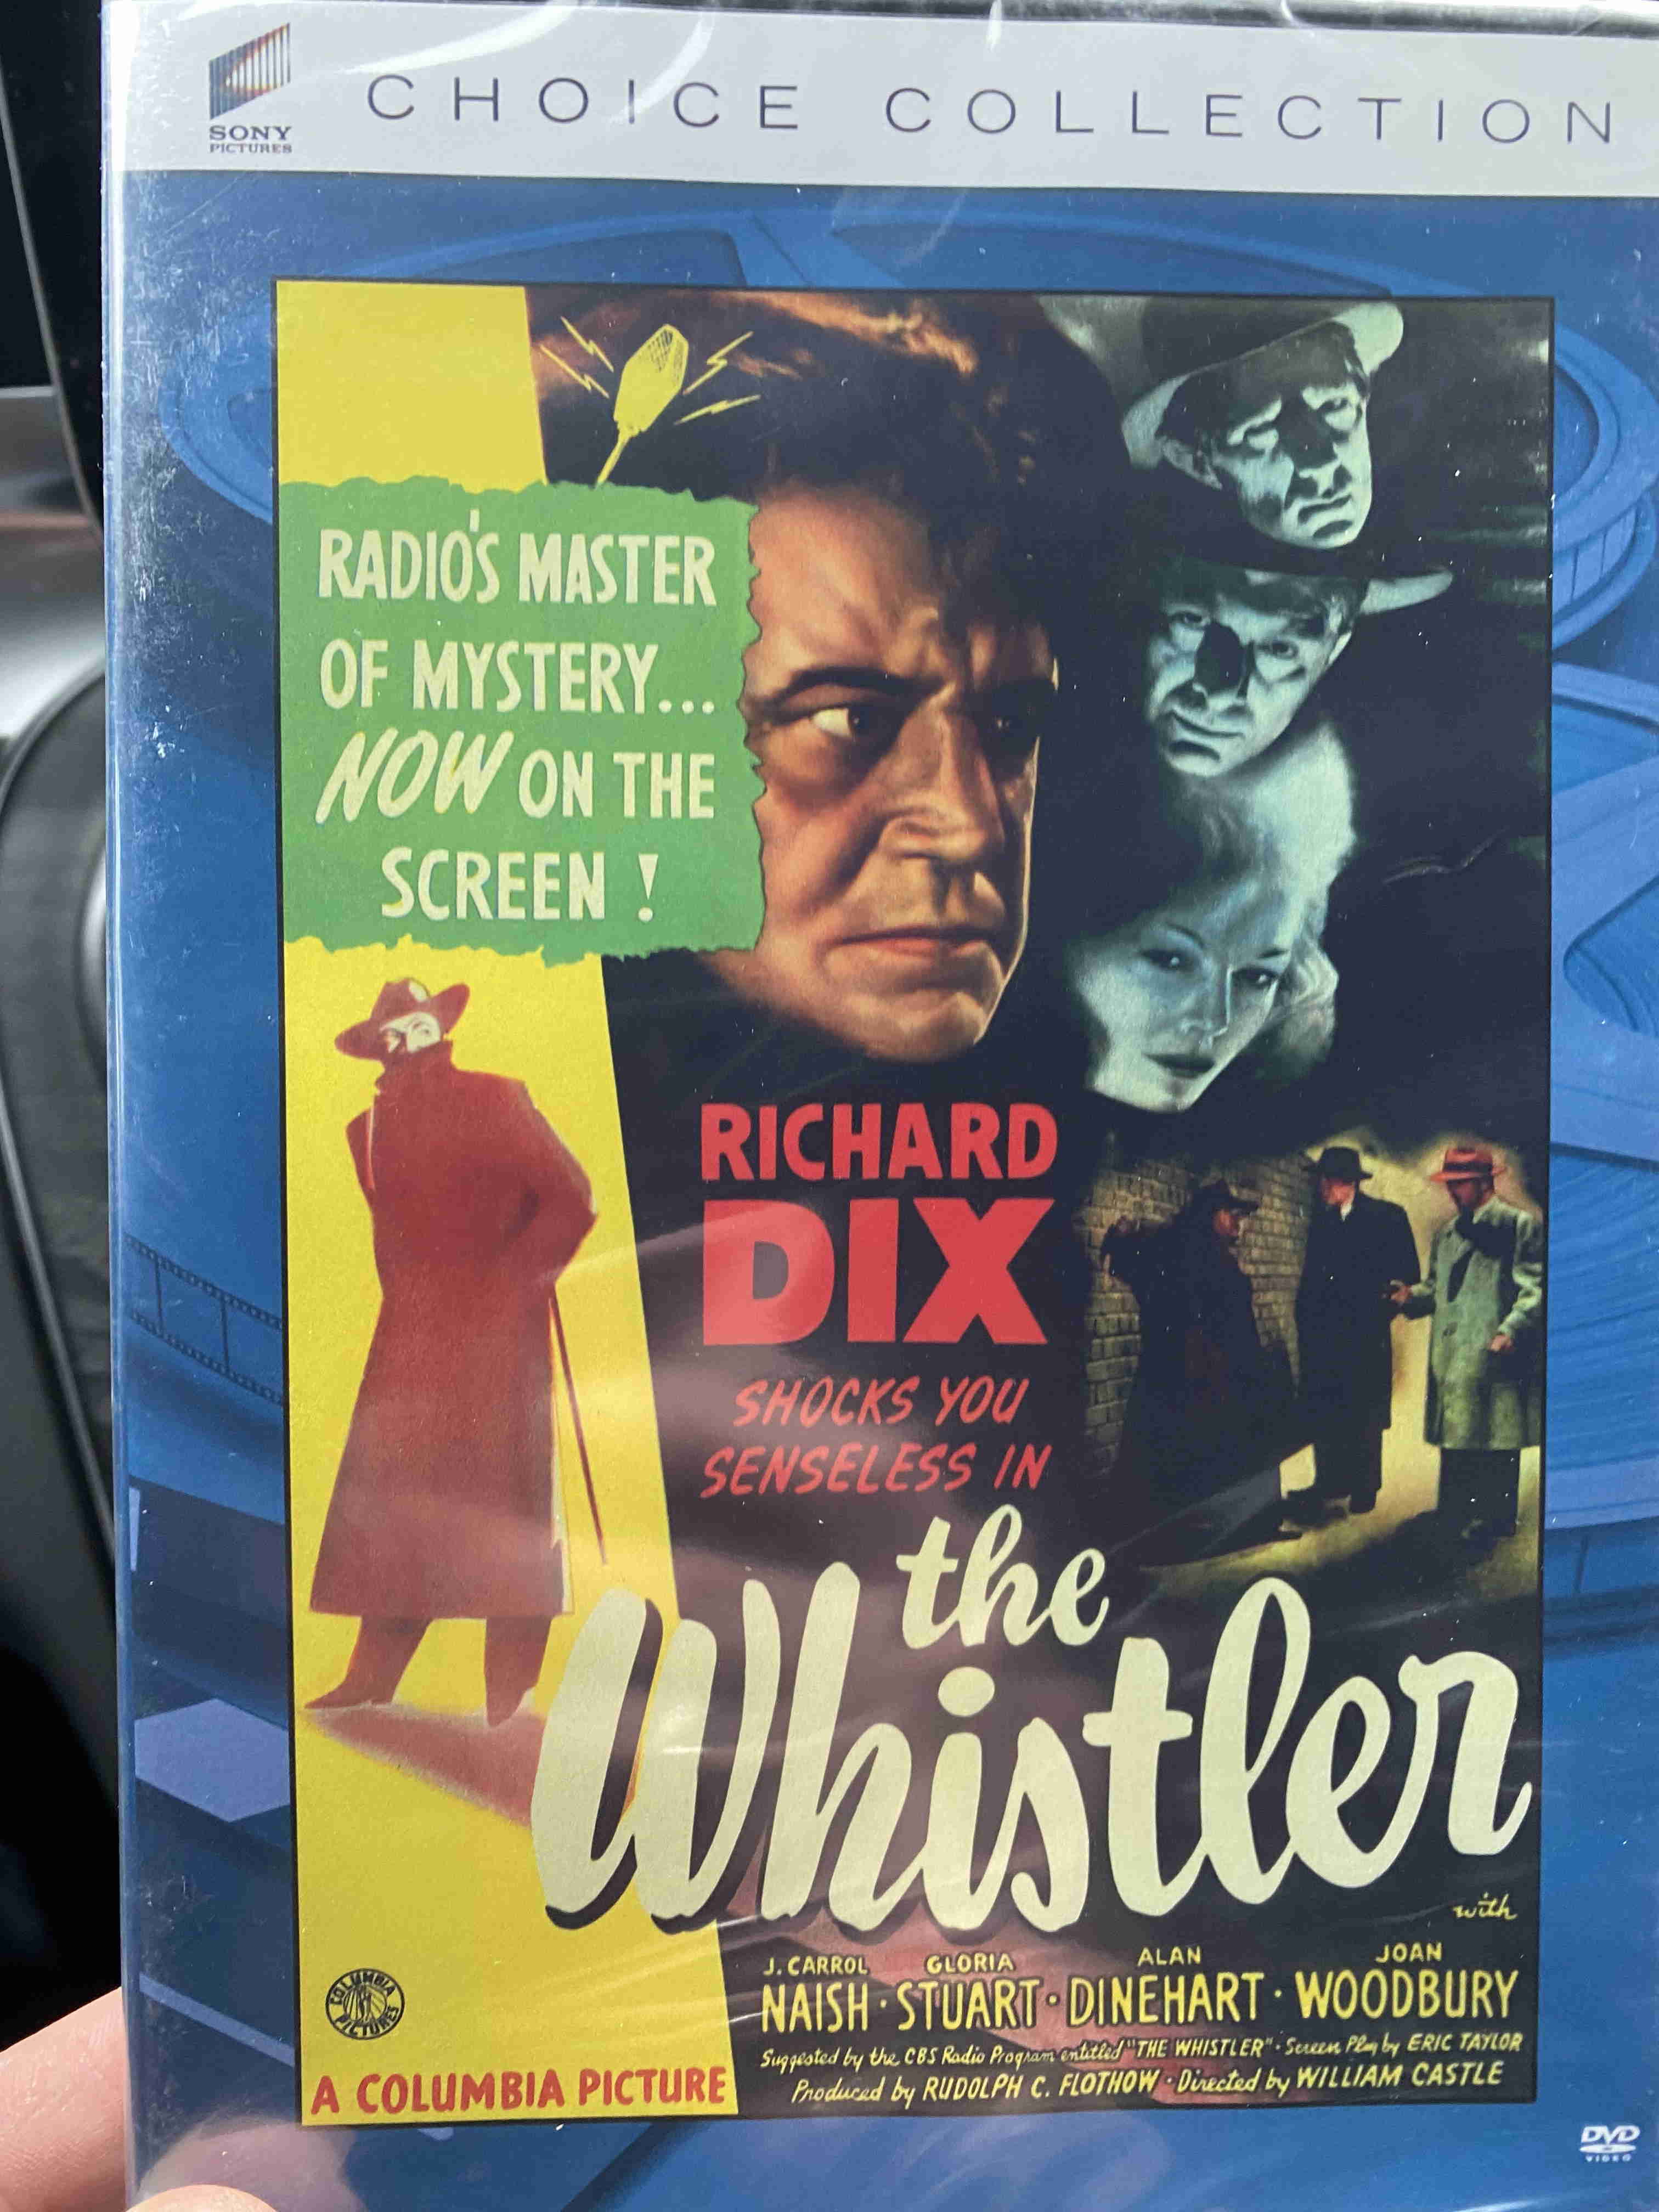 SONY
PICTURES
CHOICE COLLECTION
RADIO'S MASTER
OF MYSTERY...
NOW ON THE
SCREEN!
RICHARD
DIX
SHOCKS YOU
SENSELESS IN
the
Whistler
with
J. CARROL NAISH · GLORIA STUART · ALAN DINEHART · JOAN WOODBURY
Suggested by the CBS Radio Program entitled "THE WHISTLER" · Screen Play by ERIC TAYLOR
Produced by RUDOLPH C. FLOTHOW · Directed by WILLIAM CASTLE
COLUMBIA
PICTURES
A COLUMBIA PICTURE
DVD
VIDEO